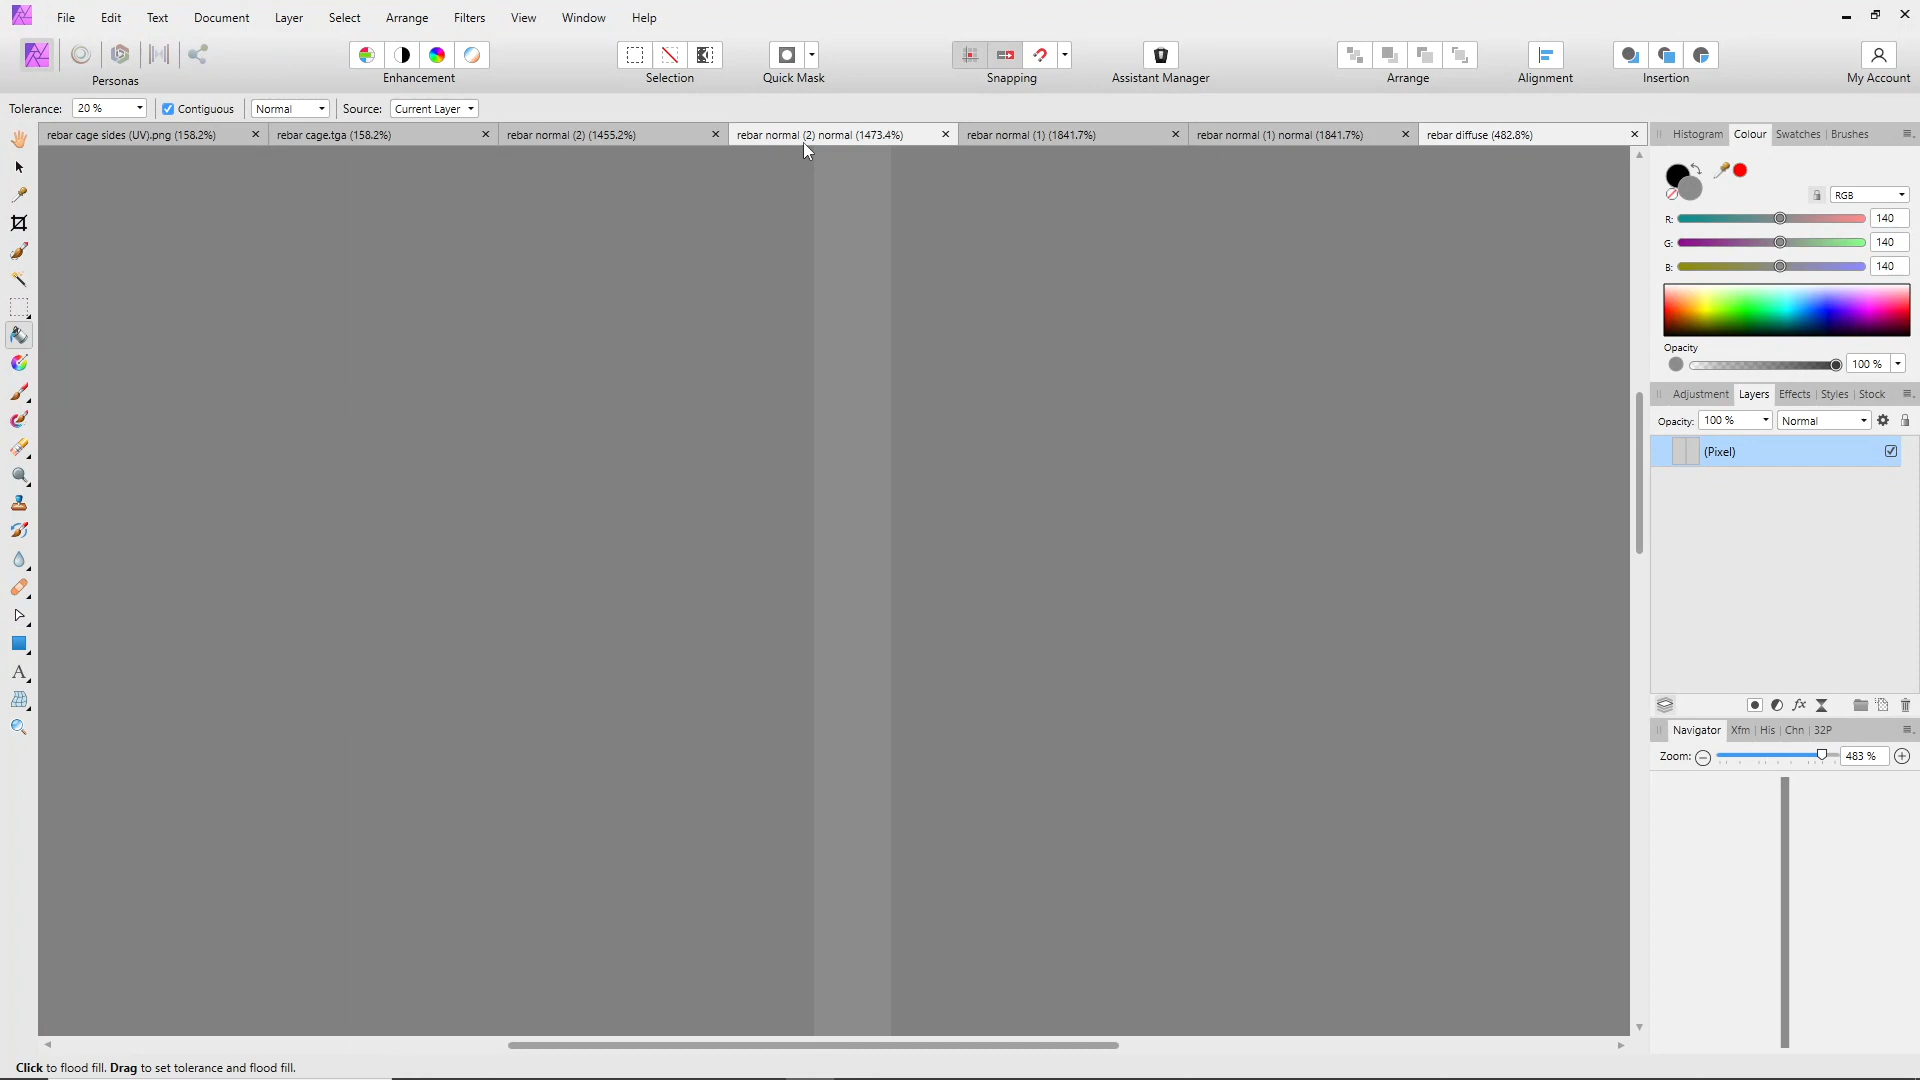 File Edit Text Document Layer Select Arrange Filters View Window Help
Personas Enhancement Selection Quick Mask Snapping Assistant Manager Arrange Alignment Insertion My Account
Tolerance: 20 % Contiguous Normal Source: Current Layer
rebar cage sides (UV).png (158.2%) rebar cage.tga (158.2%) rebar normal (2) (1455.2%) rebar normal (2) normal (1473.4%) rebar normal (1) (1841.7%) rebar normal (1) normal (1841.7%) rebar diffuse (482.8%) Histogram Colour Swatches Brushes
RGB
R: 140
G: 140
B: 140
Opacity
100 %
Adjustment Layers Effects Styles Stock
Opacity: 100 % Normal
(Pixel)
Navigator Xfm His Chn 32P
Zoom: 483 %
Click to flood fill. Drag to set tolerance and flood fill.